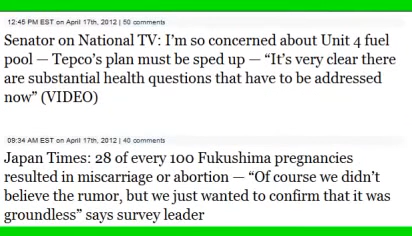 12:45 PM EST on April 17th, 2012 | 50 comments
Senator on National TV: I’m so concerned about Unit 4 fuel
pool — Tepco’s plan must be sped up — “It’s very clear there
are substantial health questions that have to be addressed
now” (VIDEO)
09:34 AM EST on April 17th, 2012 | 40 comments
Japan Times: 28 of every 100 Fukushima pregnancies
resulted in miscarriage or abortion — “Of course we didn’t
believe the rumor, but we just wanted to confirm that it was
groundless” says survey leader